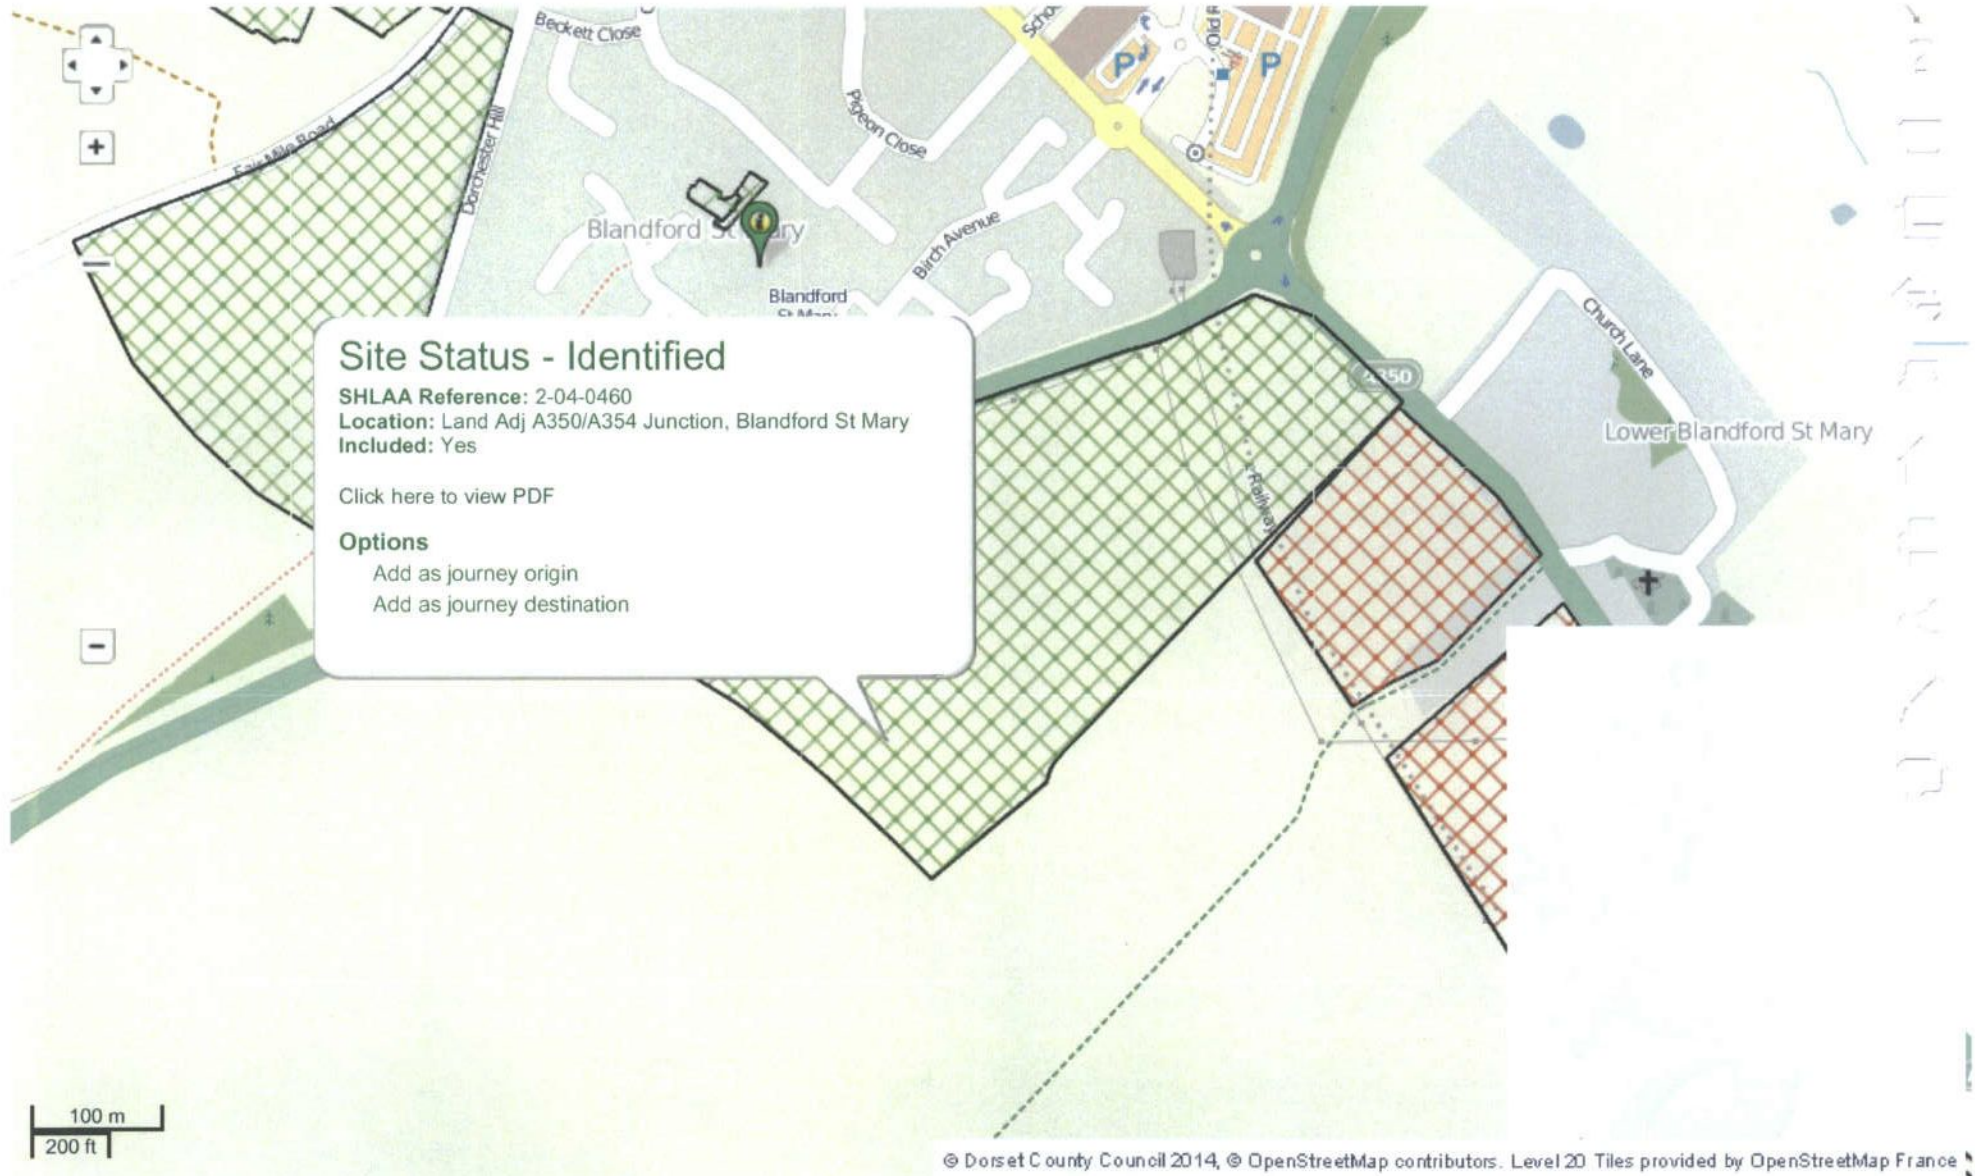 Beckett Close
Old R
P
P
Pigeon Close
Fair Mile Road
Dorchester Hill
Blandford St Mary
Birch Avenue
Blandford
St Mary
Church Lane
A350
Lower Blandford St Mary
Railway
Site Status - Identified
SHLAA Reference: 2-04-0460
Location: Land Adj A350/A354 Junction, Blandford St Mary
Included: Yes
Click here to view PDF
Options
Add as journey origin
Add as journey destination
100 m
200 ft
© Dorset County Council 2014, © OpenStreetMap contributors. Level 20 Tiles provided by OpenStreetMap France